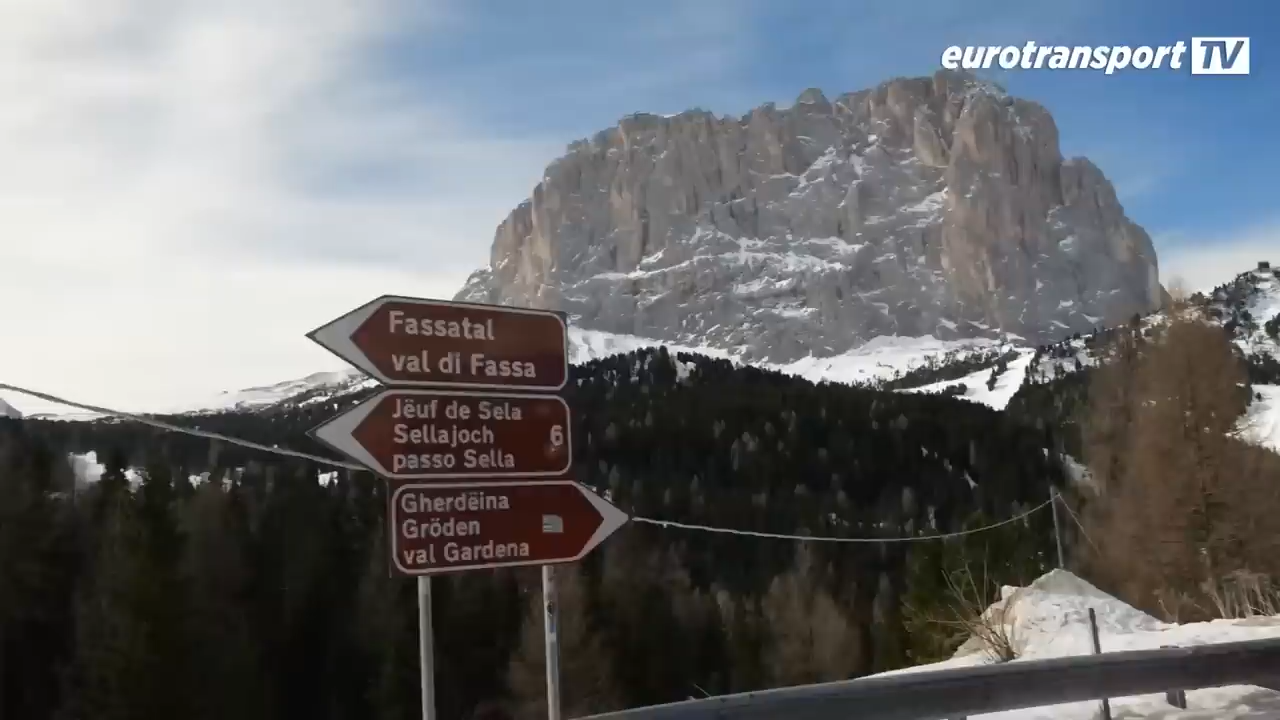 eurotransport TV
Fassatal
val di Fassa
Jëuf de Sela
Sellajoch 6
passo Sella
Gherdëina
Gröden
val Gardena